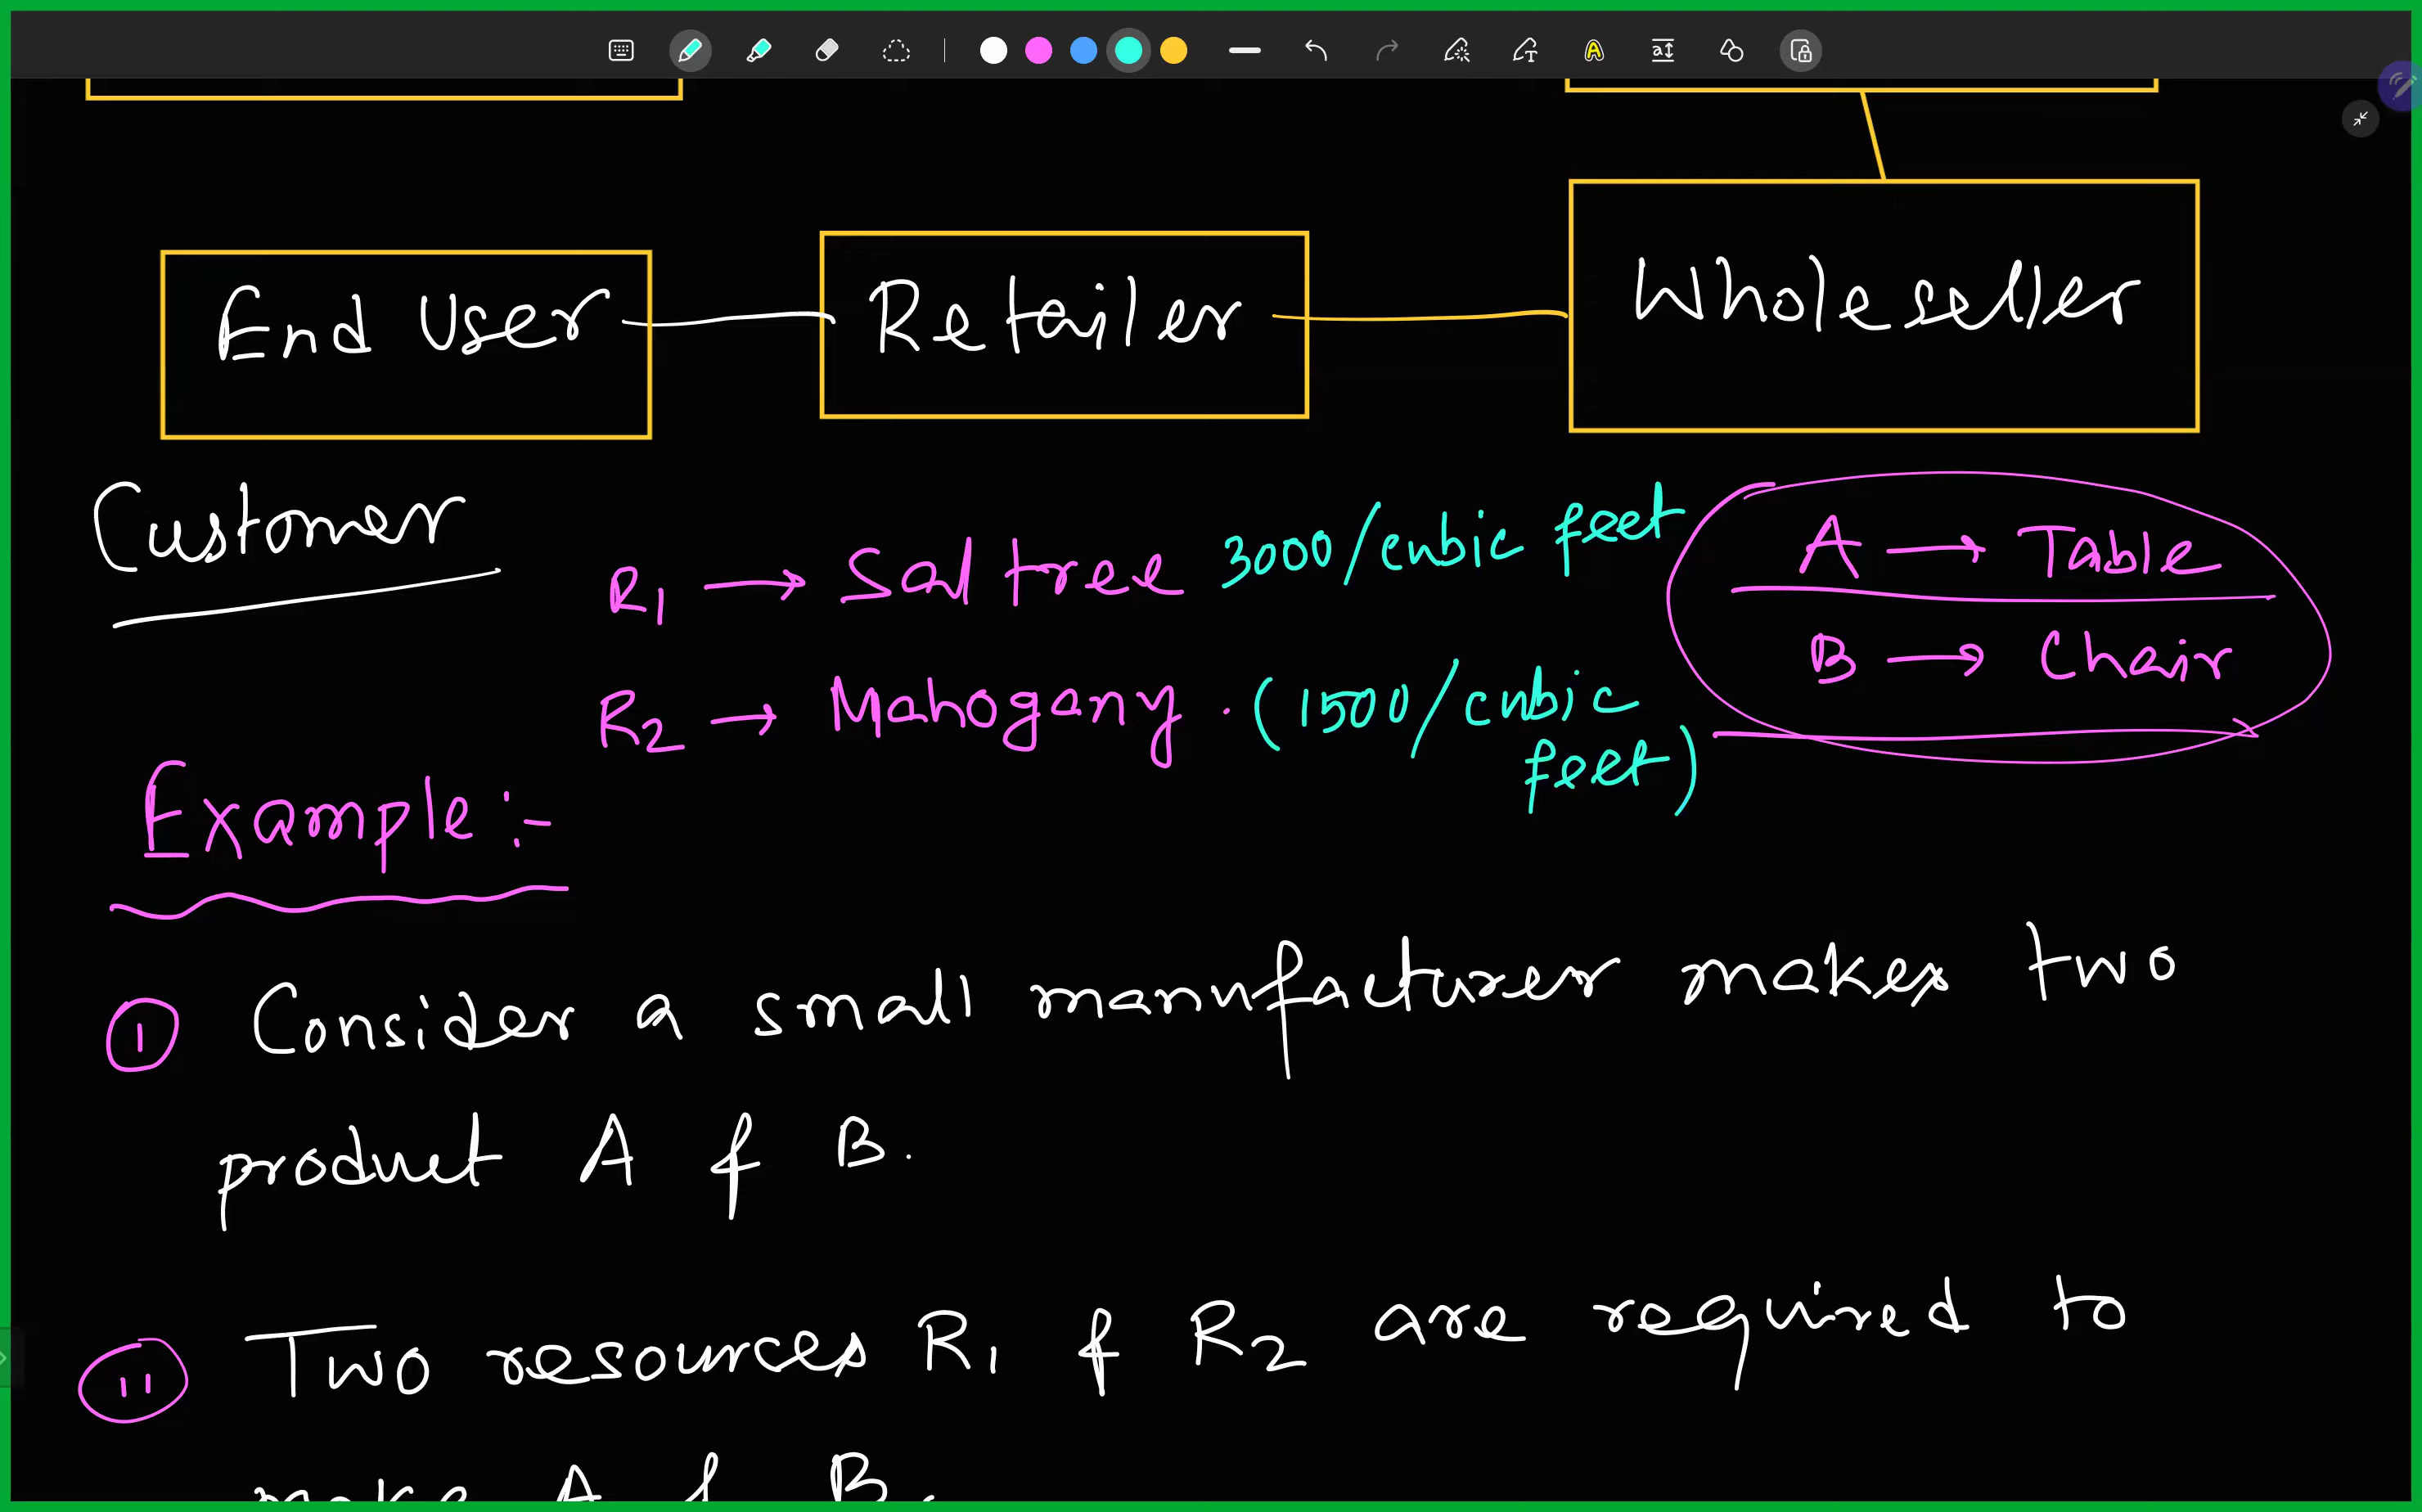 End User
Retailer
Wholeseller
Customer
R1 → Sal tree 3000/cubic feet
R2 → Mahogany . (1500/cubic
feet)
A → Table
B → Chair
Example :-
① Consider a small manufacturer makes two
product A & B.
ⓘⓘ Two resources R1 & R2 are required to
make A & B.